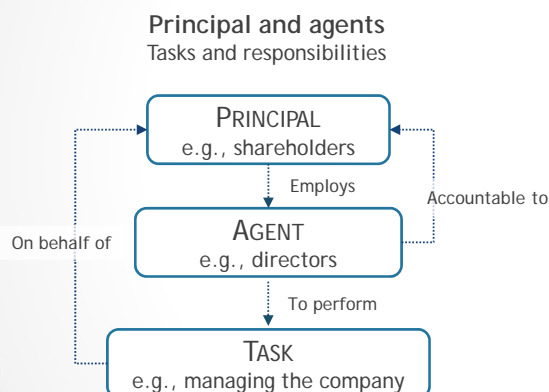 Principal and agents
Tasks and responsibilities
PRINCIPAL
e.g., shareholders
Employs
Accountable to
AGENT
e.g., directors
On behalf of
To perform
TASK
e.g., managing the company